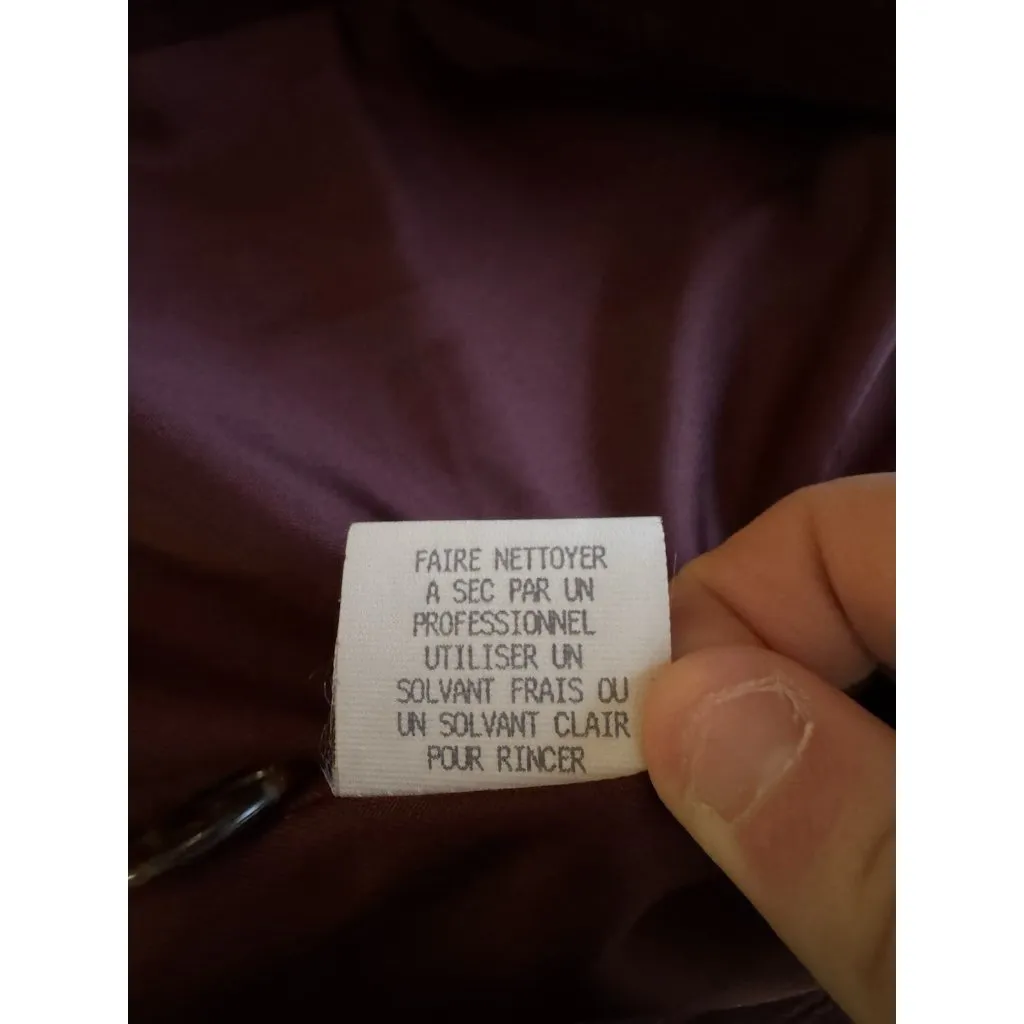 FAIRE NETTOYER
A SEC PAR UN
PROFESSIONNEL
UTILISER UN
SOLVANT FRAIS OU
UN SOLVANT CLAIR
POUR RINCER